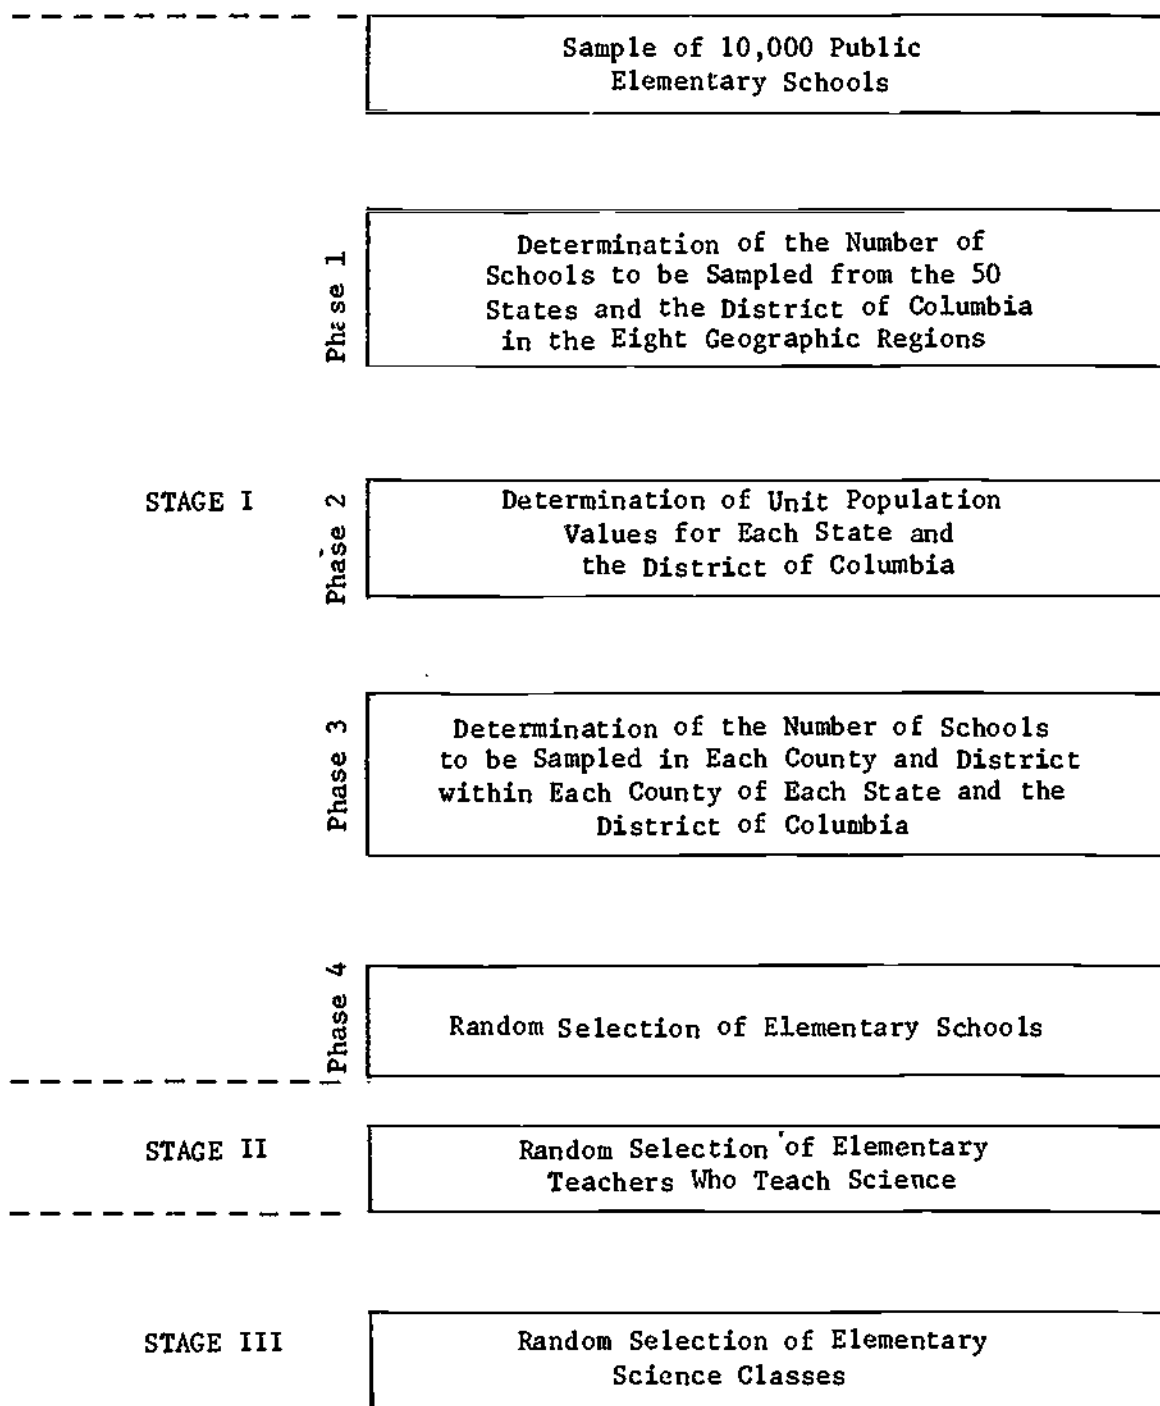 Sample of 10,000 Public
Elementary Schools
Phase 1
Determination of the Number of
Schools to be Sampled from the 50
States and the District of Columbia
in the Eight Geographic Regions
STAGE I
Phase 2
Determination of Unit Population
Values for Each State and
the District of Columbia
Phase 3
Determination of the Number of Schools
to be Sampled in Each County and District
within Each County of Each State and the
District of Columbia
Phase 4
Random Selection of Elementary Schools
STAGE II
Random Selection of Elementary
Teachers Who Teach Science
STAGE III
Random Selection of Elementary
Science Classes